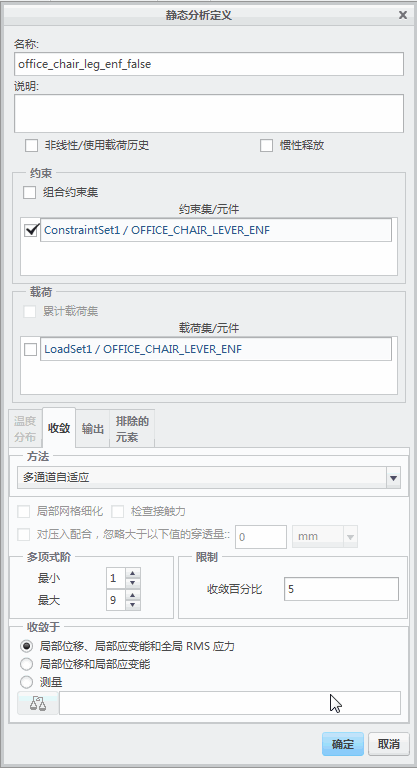 静态分析定义
名称:
office_chair_leg_enf_false
说明:
非线性/使用载荷历史 惯性释放
约束
组合约束集
约束集/元件
ConstraintSet1 / OFFICE_CHAIR_LEVER_ENF
载荷
累计载荷集
载荷集/元件
LoadSet1 / OFFICE_CHAIR_LEVER_ENF
温度分布 收敛 输出 排除的元素
方法
多通道自适应
局部网格细化 检查接触力
对压入配合，忽略大于以下值的穿透量:: 0 mm
多项式阶 限制
最小 1
收敛百分比 5
最大 9
收敛于
局部位移、局部应变能和全局 RMS 应力
局部位移和局部应变能
测量
确定 取消